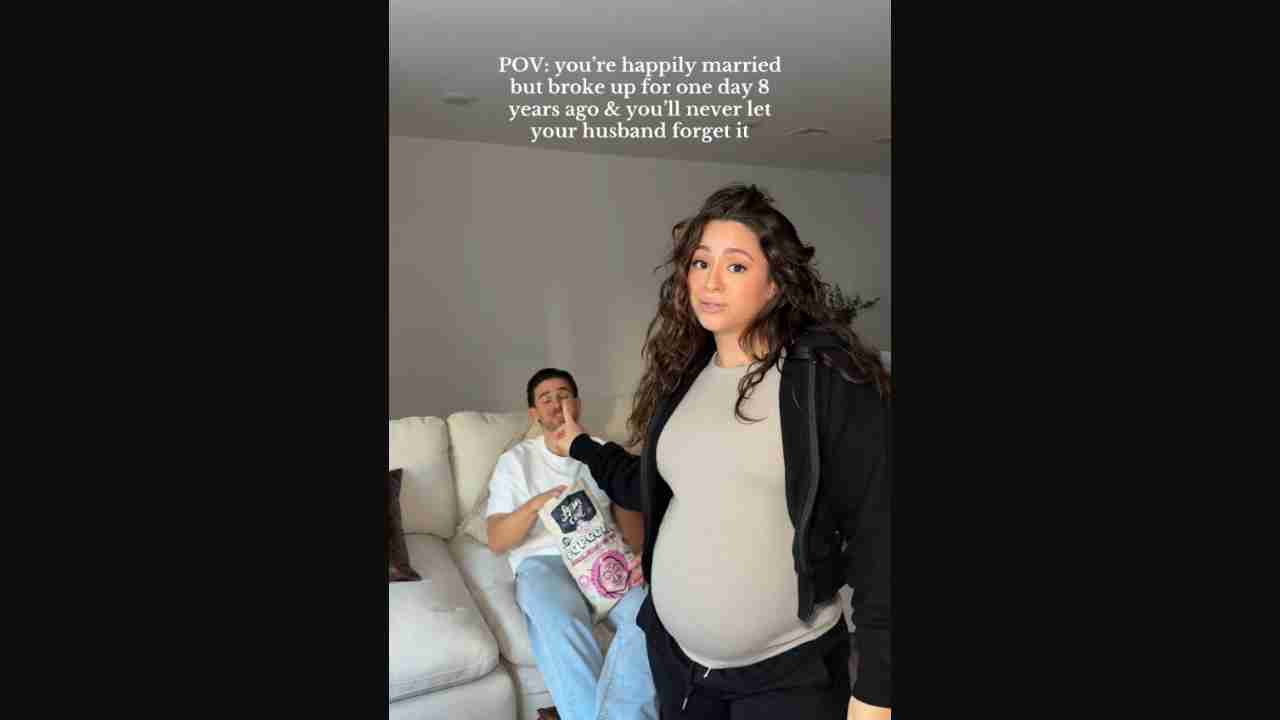 POV: you're happily married
but broke up for one day 8
years ago & you'll never let
your husband forget it
POPCORN